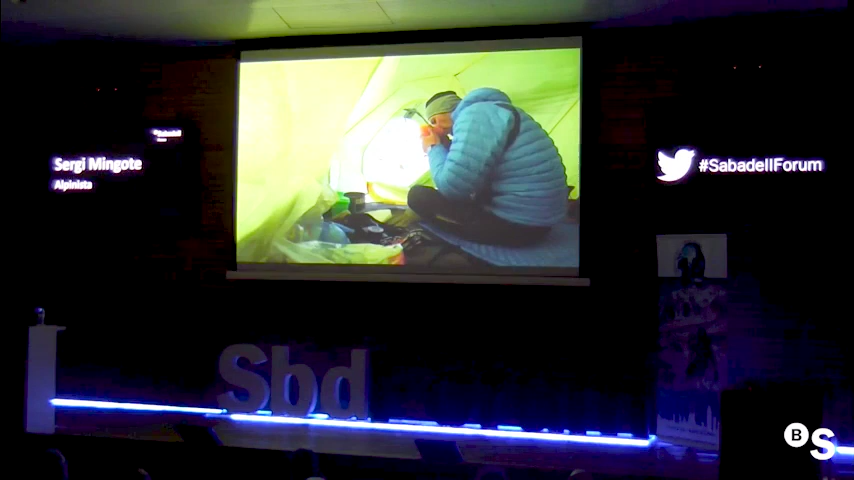 Sergi Mingote
Alpinista
#SabadellForum
Sbd
BS